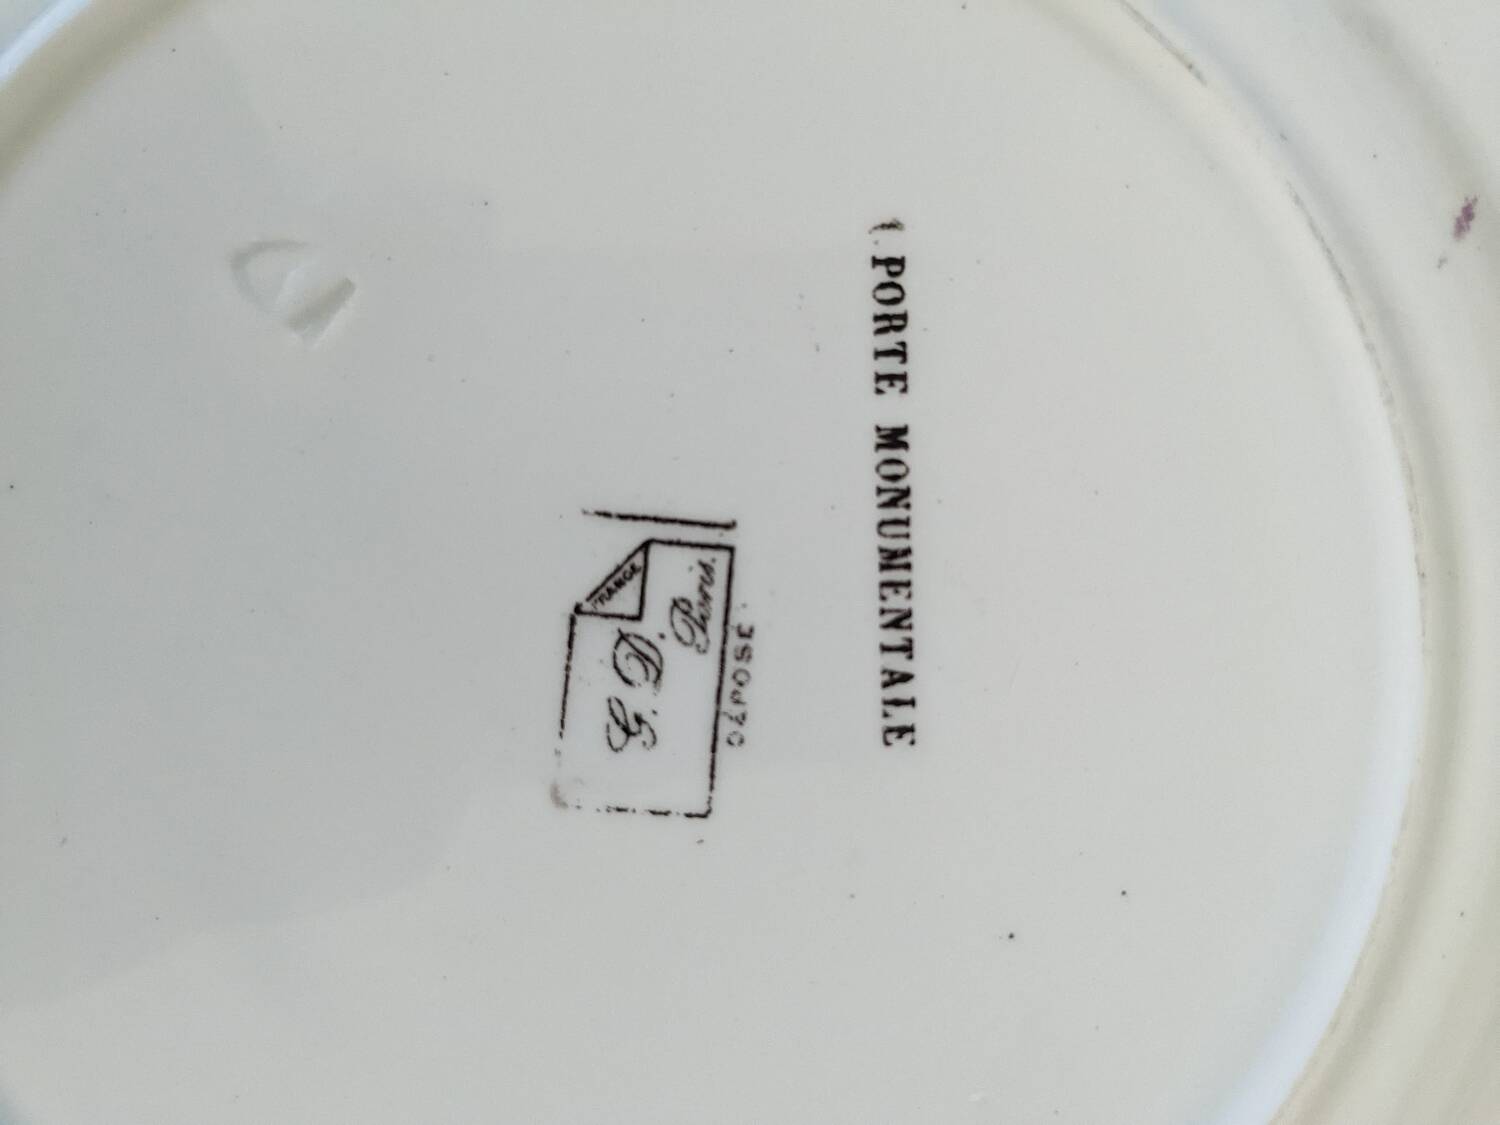 1. PORTE MONUMENTALE
FRANCE
G. D.
Paris.
DÉPOSÉ